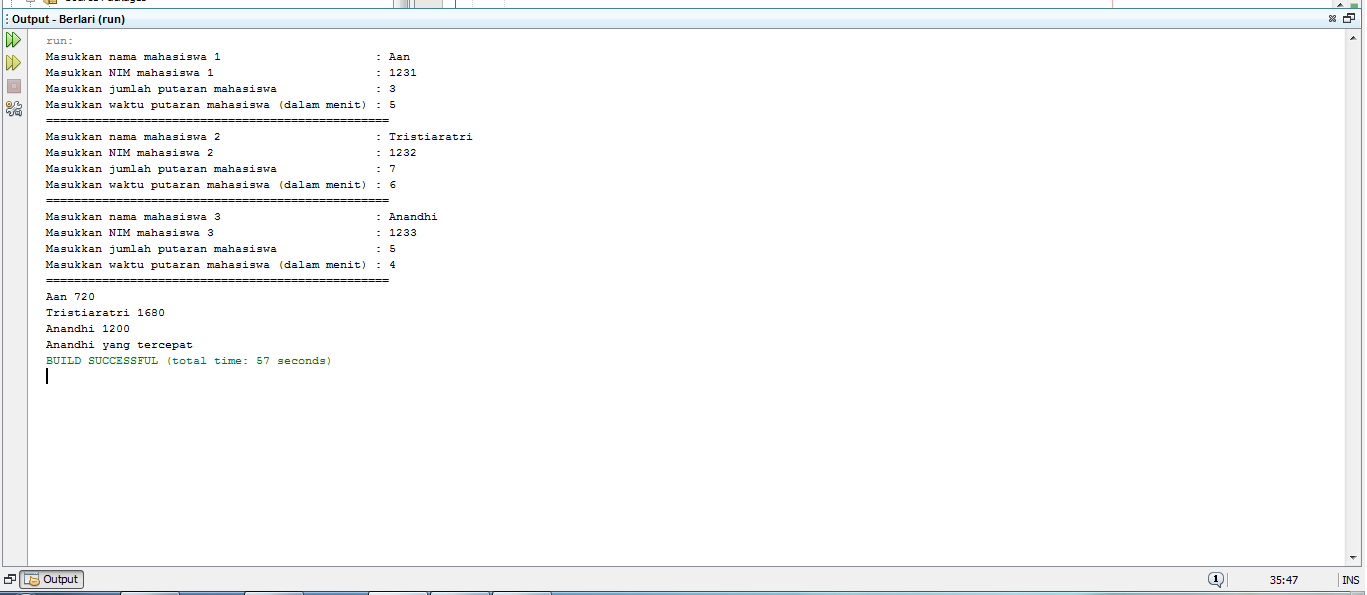 Output - Berlari (run)
run:
Masukkan nama mahasiswa 1 : Aan
Masukkan NIM mahasiswa 1 : 1231
Masukkan jumlah putaran mahasiswa : 3
Masukkan waktu putaran mahasiswa (dalam menit) : 5
=================================================
Masukkan nama mahasiswa 2 : Tristiaratri
Masukkan NIM mahasiswa 2 : 1232
Masukkan jumlah putaran mahasiswa : 7
Masukkan waktu putaran mahasiswa (dalam menit) : 6
=================================================
Masukkan nama mahasiswa 3 : Anandhi
Masukkan NIM mahasiswa 3 : 1233
Masukkan jumlah putaran mahasiswa : 5
Masukkan waktu putaran mahasiswa (dalam menit) : 4
=================================================
Aan 720
Tristiaratri 1680
Anandhi 1200
Anandhi yang tercepat
BUILD SUCCESSFUL (total time: 57 seconds)
Output 1 35:47 INS